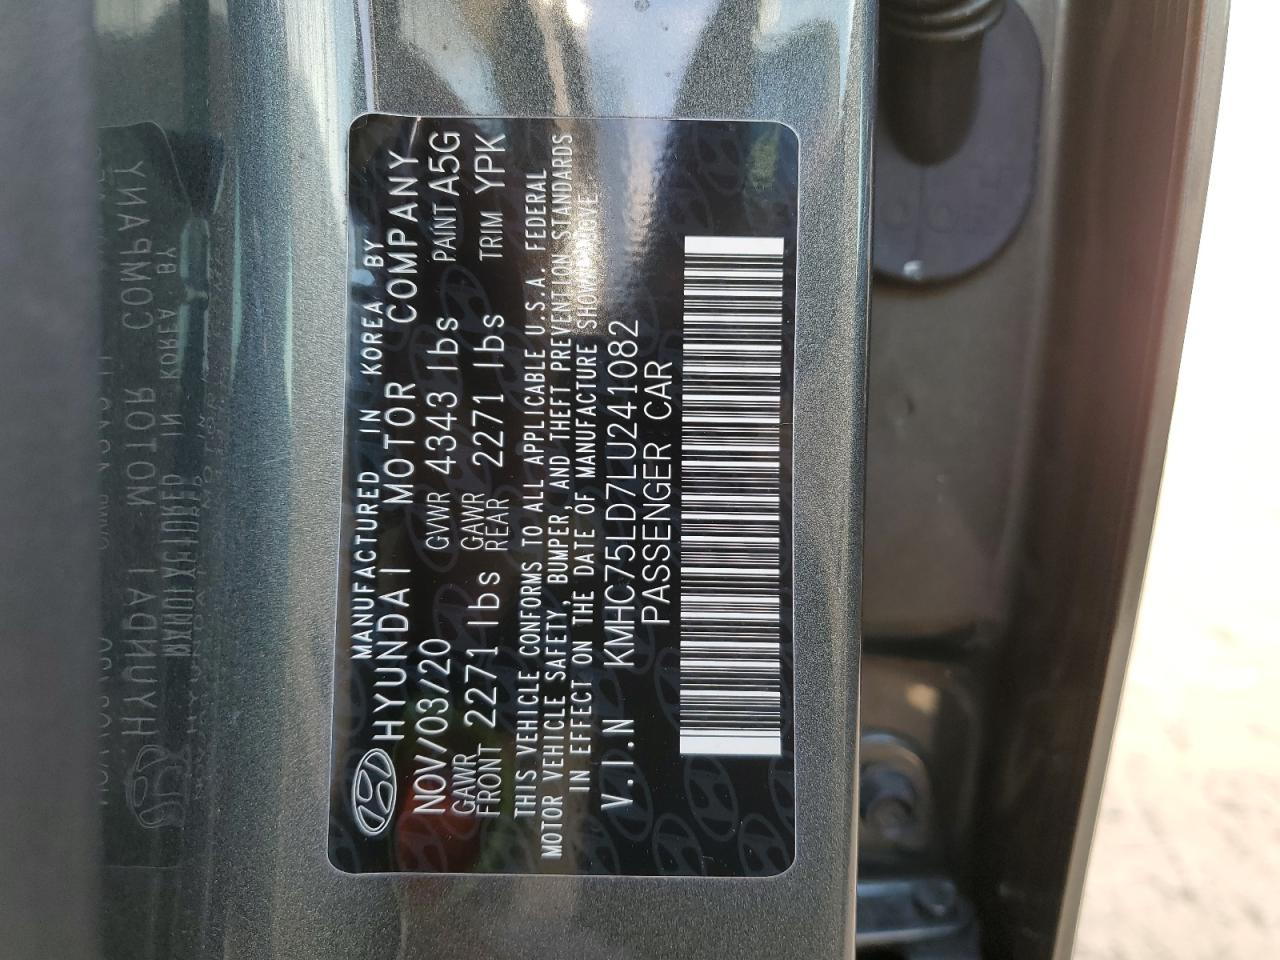 MANUFACTURED IN KOREA BY
HYUNDAI MOTOR COMPANY
NOV/03/20 GVWR 4343 lbs PAINT A5G
GAWR FRONT 2271 lbs GAWR REAR 2271 lbs TRIM YPK
THIS VEHICLE CONFORMS TO ALL APPLICABLE U.S.A. FEDERAL
MOTOR VEHICLE SAFETY, BUMPER, AND THEFT PREVENTION STANDARDS
IN EFFECT ON THE DATE OF MANUFACTURE SHOWN ABOVE
V.I.N KMHC75LD7LU241082
PASSENGER CAR